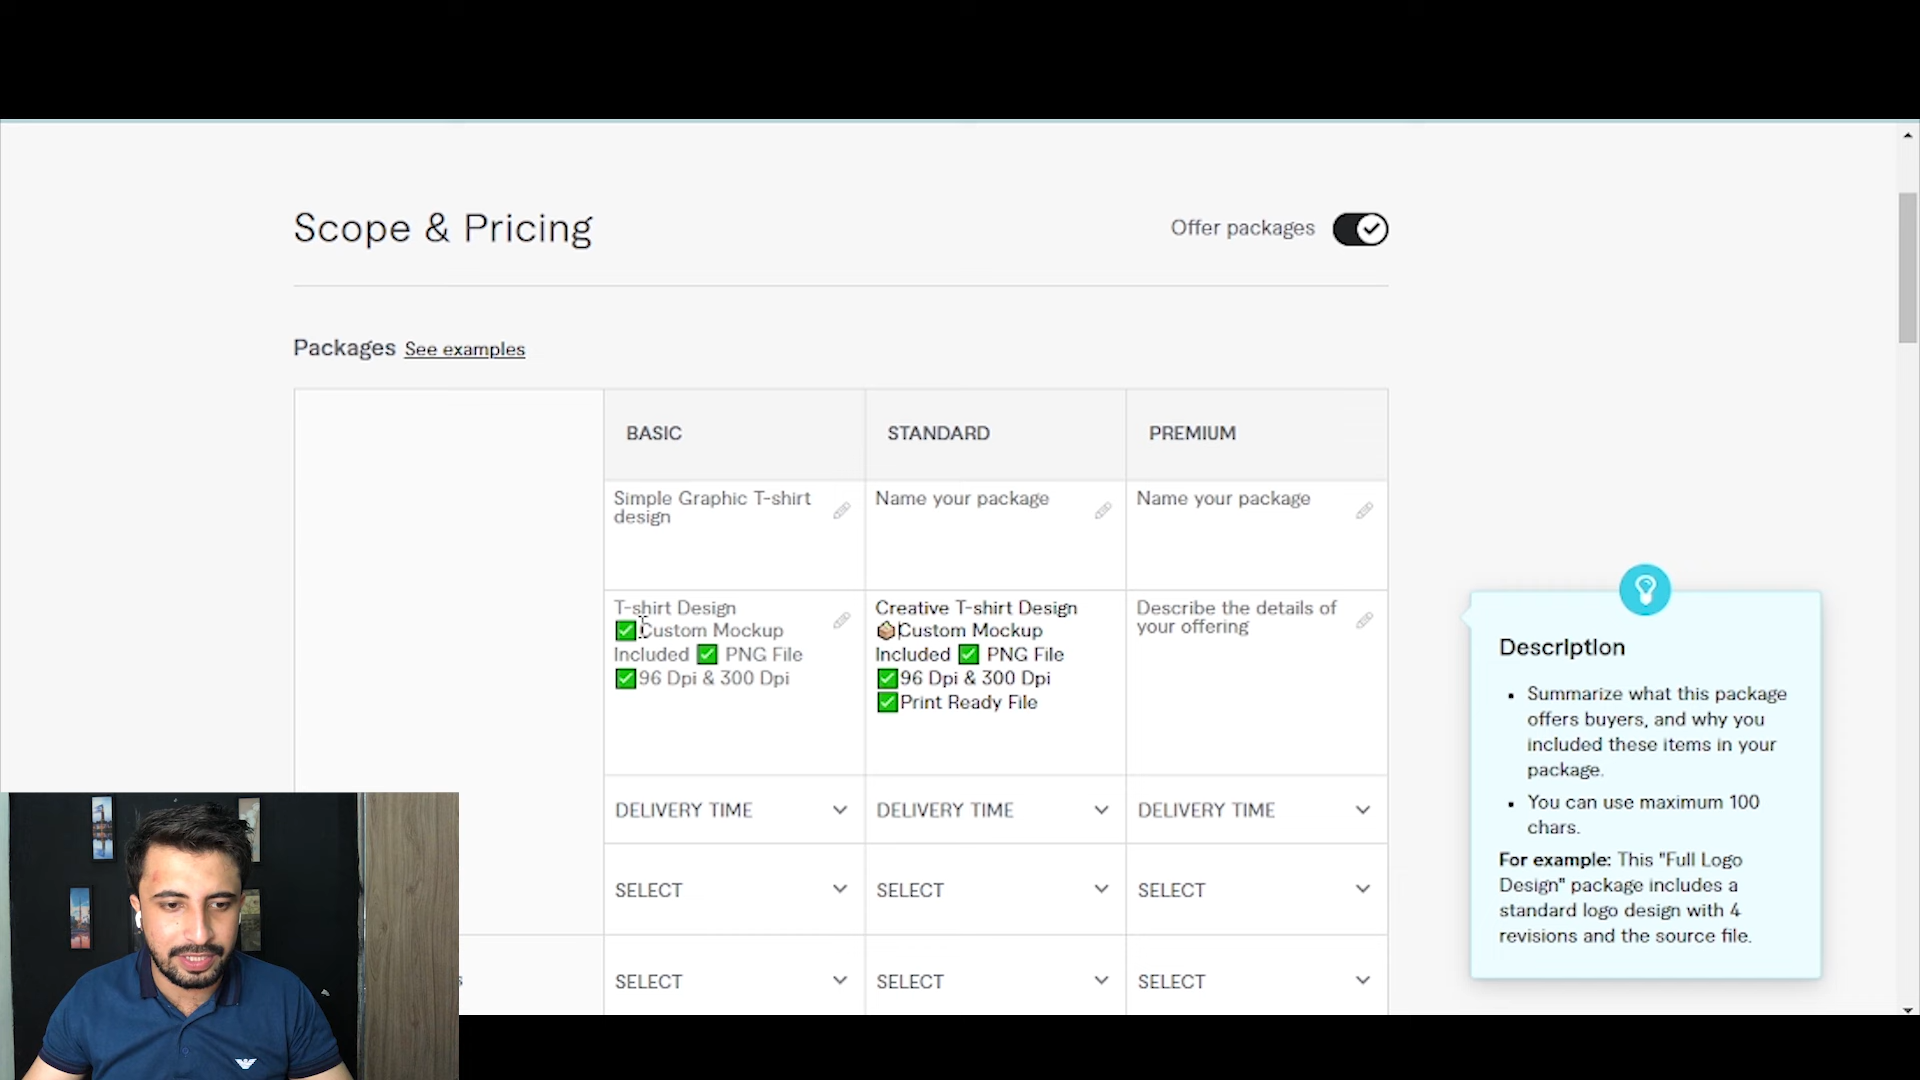 Scope & Pricing
Offer packages
Packages See examples
BASIC
STANDARD
PREMIUM
Simple Graphic T-shirt
design
Name your package
Name your package
T-shirt Design
✅Custom Mockup
Included ✅ PNG File
✅96 Dpi & 300 Dpi
Creative T-shirt Design
Custom Mockup
Included ✅ PNG File
✅96 Dpi & 300 Dpi
✅Print Ready File
Describe the details of
your offering
DELIVERY TIME
DELIVERY TIME
DELIVERY TIME
SELECT
SELECT
SELECT
SELECT
SELECT
SELECT
Description
Summarize what this package
offers buyers, and why you
included these items in your
package.
You can use maximum 100
chars.
For example: This "Full Logo
Design" package includes a
standard logo design with 4
revisions and the source file.